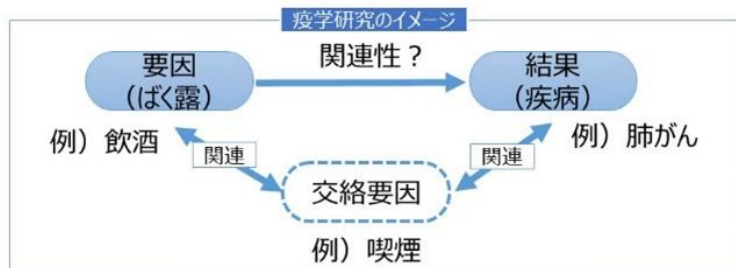 疫学研究のイメージ
要因
（ばく露）
関連性？
結果
（疾病）
例）飲酒
関連
関連
例）肺がん
交絡要因
例）喫煙